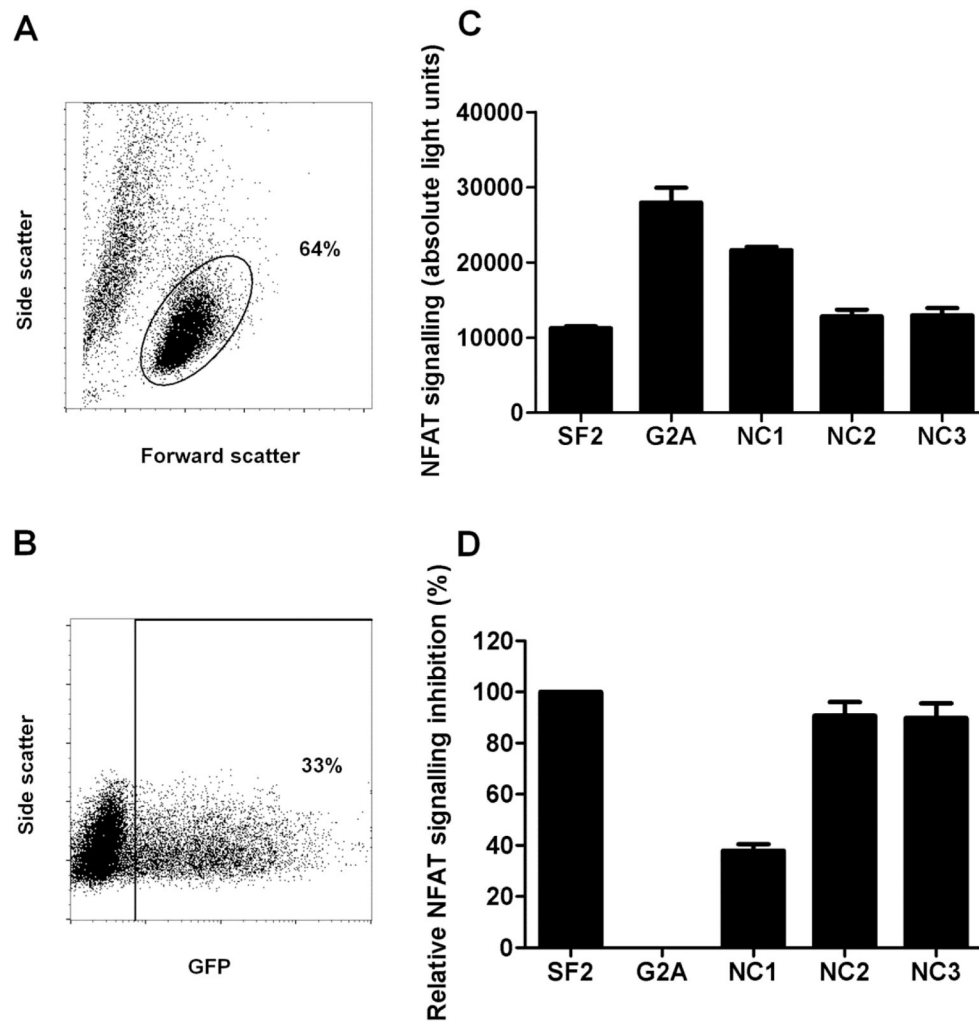 A
Side scatter
64%
Forward scatter
C
NFAT signalling (absolute light units)
40000
30000
20000
10000
0
SF2 G2A NC1 NC2 NC3
B
Side scatter
33%
GFP
D
Relative NFAT signalling inhibition (%)
120
100
80
60
40
20
0
SF2 G2A NC1 NC2 NC3